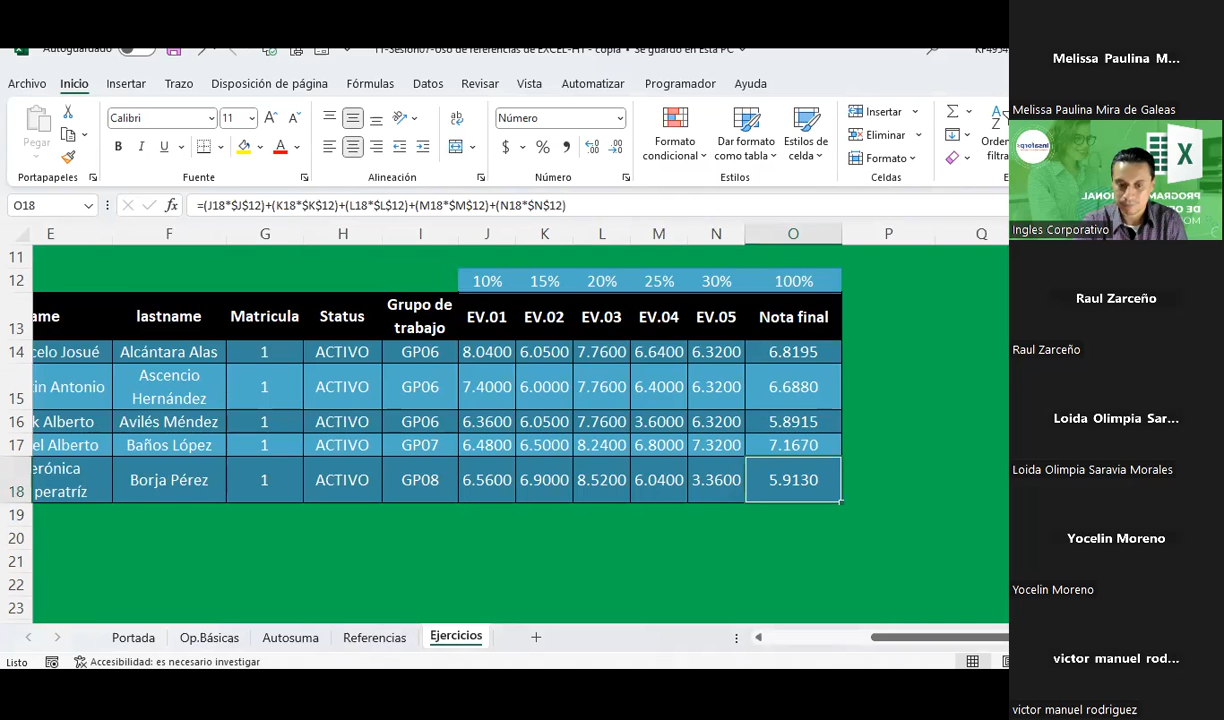 Autoguardado
11-Sesion07-Uso de referencias de EXCEL-HT - copia • Se guardó en Esta PC
Archivo Inicio Insertar Trazo Disposición de página Fórmulas Datos Revisar Vista Automatizar Programador Ayuda
Pegar
Calibri 11
Número
Formato condicional
Dar formato como tabla
Estilos de celda
Insertar
Eliminar
Formato
Portapapeles Fuente Alineación Número Estilos Celdas
O18 fx =(J18*$J$12)+(K18*$K$12)+(L18*$L$12)+(M18*$M$12)+(N18*$N$12)
E F G H I J K L M N O P Q
11
12 10% 15% 20% 25% 30% 100%
13 ame lastname Matricula Status Grupo de trabajo EV.01 EV.02 EV.03 EV.04 EV.05 Nota final
14 celo Josué Alcántara Alas 1 ACTIVO GP06 8.0400 6.0500 7.7600 6.6400 6.3200 6.8195
15 in Antonio Ascencio Hernández 1 ACTIVO GP06 7.4000 6.0000 7.7600 6.4000 6.3200 6.6880
16 k Alberto Avilés Méndez 1 ACTIVO GP06 6.3600 6.0500 7.7600 3.6000 6.3200 5.8915
17 el Alberto Baños López 1 ACTIVO GP07 6.4800 6.5000 8.2400 6.8000 7.3200 7.1670
18 erónica peratríz Borja Pérez 1 ACTIVO GP08 6.5600 6.9000 8.5200 6.0400 3.3600 5.9130
19
20
21
22
23
Portada Op.Básicas Autosuma Referencias Ejercicios
Listo Accesibilidad: es necesario investigar
Melissa Paulina M...
Melissa Paulina Mira de Galeas
Ingles Corporativo
Raul Zarceño
Raul Zarceño
Loida Olimpia Sar...
Loida Olimpia Saravia Morales
Yocelin Moreno
Yocelin Moreno
victor manuel rod...
victor manuel rodriguez